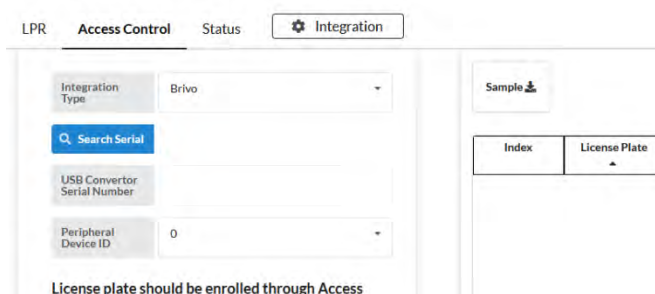 LPR Access Control Status Integration
Integration
Type
Brivo
Sample
Search Serial
Index License Plate
USB Convertor
Serial Number
Peripheral
Device ID
0
License plate should be enrolled through Access